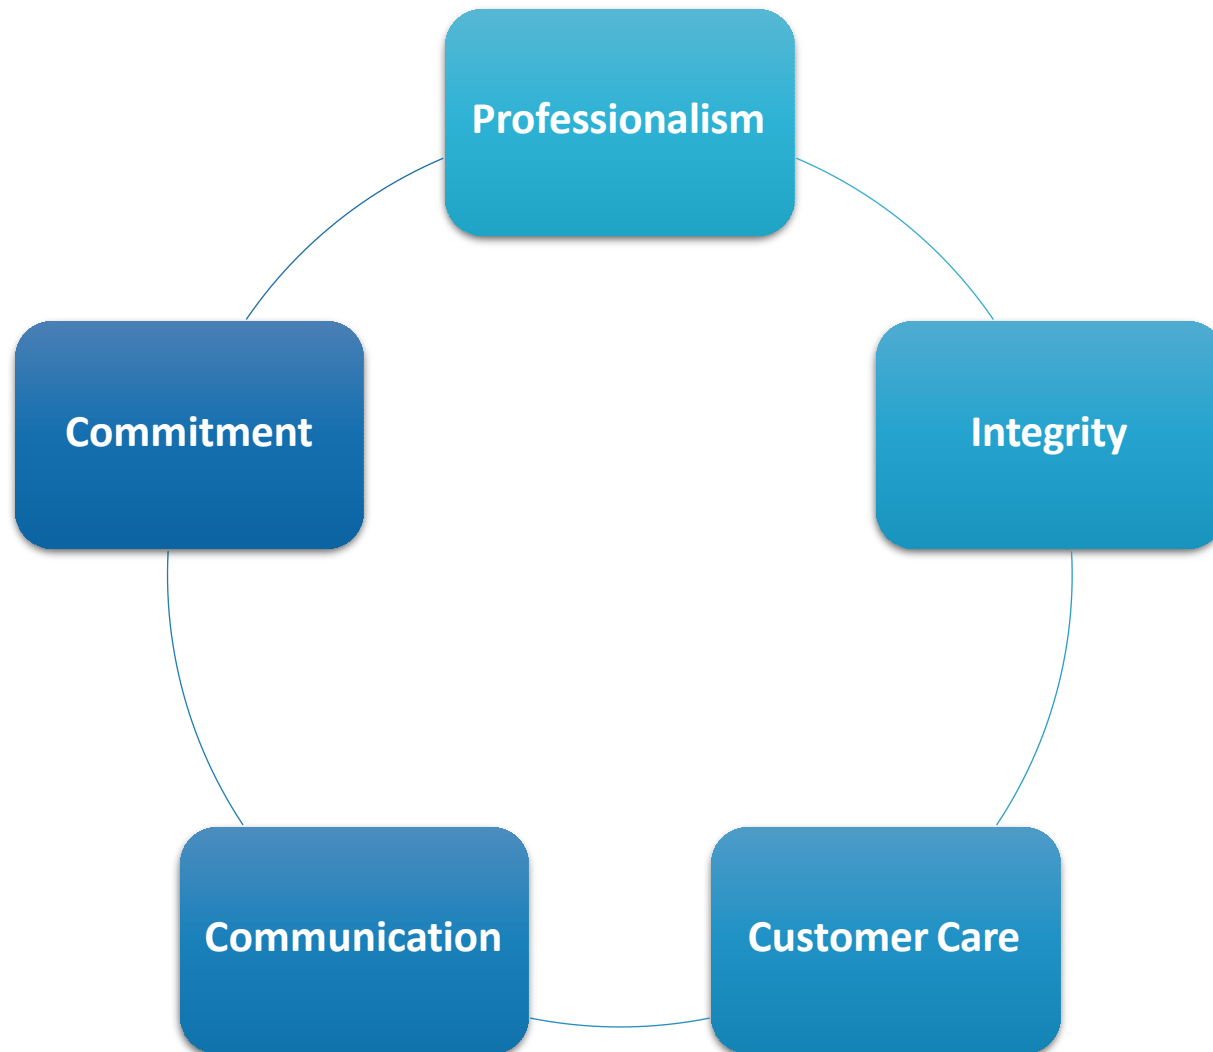 Professionalism
Integrity
Customer Care
Communication
Commitment